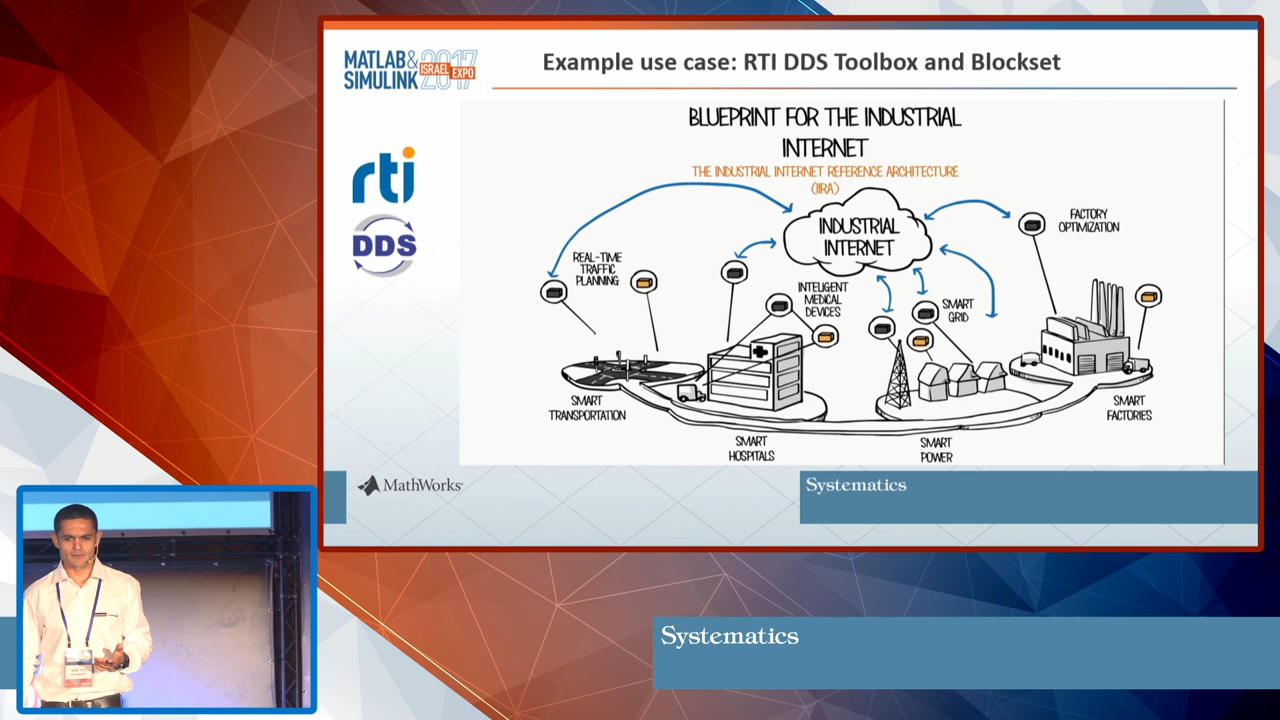 MATLAB&
SIMULINK
2017
ISRAEL
EXPO
Example use case: RTI DDS Toolbox and Blockset
rti
DDS
BLUEPRINT FOR THE INDUSTRIAL
INTERNET
THE INDUSTRIAL INTERNET REFERENCE ARCHITECTURE
(IIRA)
INDUSTRIAL
INTERNET
FACTORY
OPTIMIZATION
REAL-TIME
TRAFFIC
PLANNING
INTELIGENT
MEDICAL
DEVICES
SMART
GRID
SMART
TRANSPORTATION
SMART
HOSPITALS
SMART
POWER
SMART
FACTORIES
MathWorks®
Systematics
Systematics